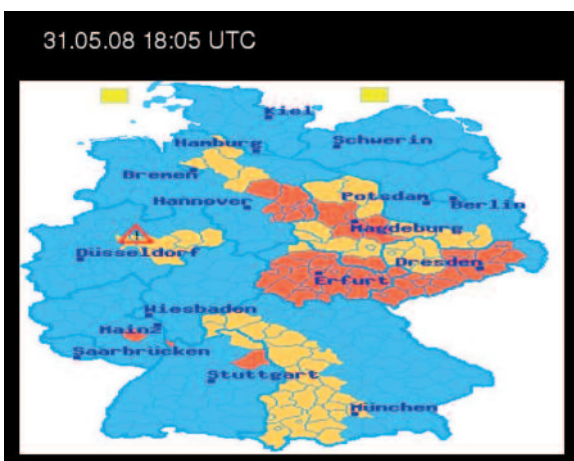 31.05.08 18:05 UTC
Kiel
Hamburg
Schwerin
Bremen
Hannover
Potsdam
Berlin
Magdeburg
Düsseldorf
Dresden
Erfurt
Wiesbaden
Mainz
Saarbrücken
Stuttgart
München